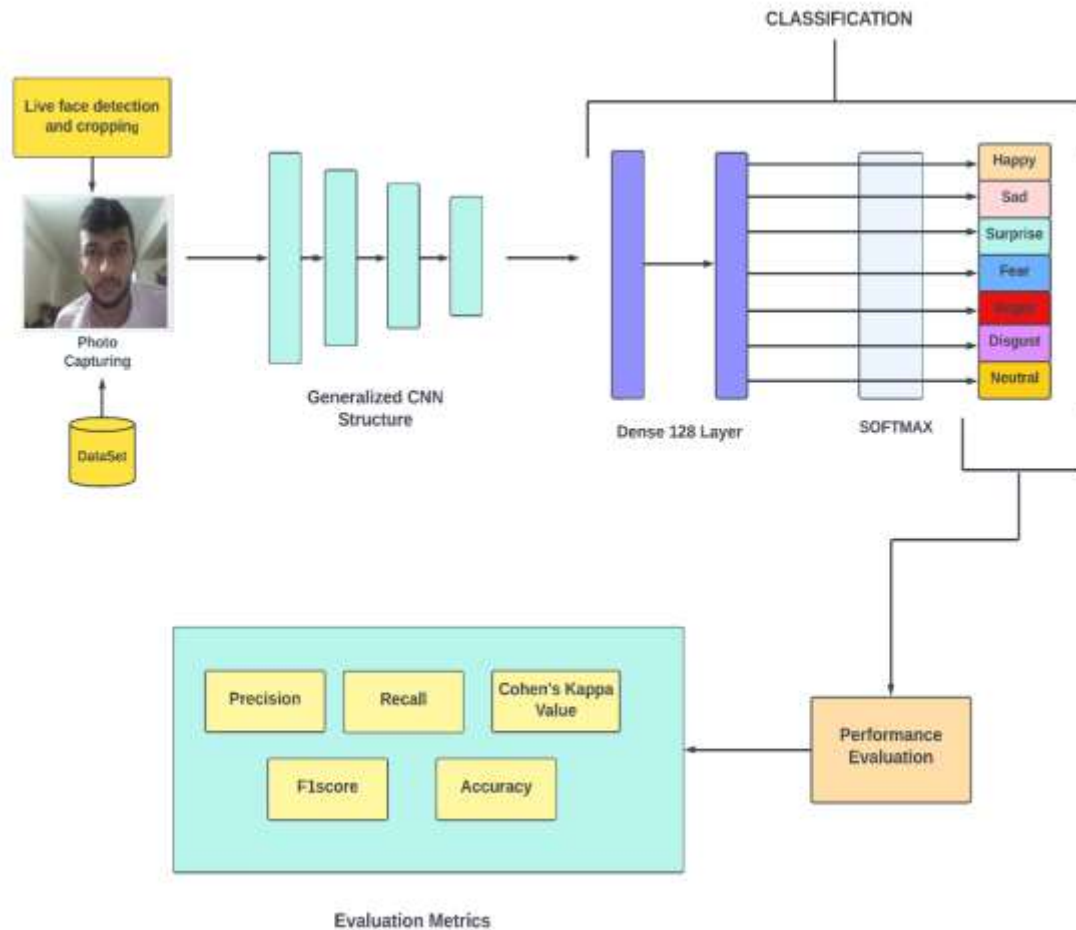 CLASSIFICATION
Live face detection
and cropping
Photo
Capturing
DataSet
Generalized CNN
Structure
Dense 128 Layer
SOFTMAX
Happy
Sad
Surprise
Fear
Anger
Disgust
Neutral
Performance
Evaluation
Precision
Recall
Cohen's Kappa
Value
F1score
Accuracy
Evaluation Metrics